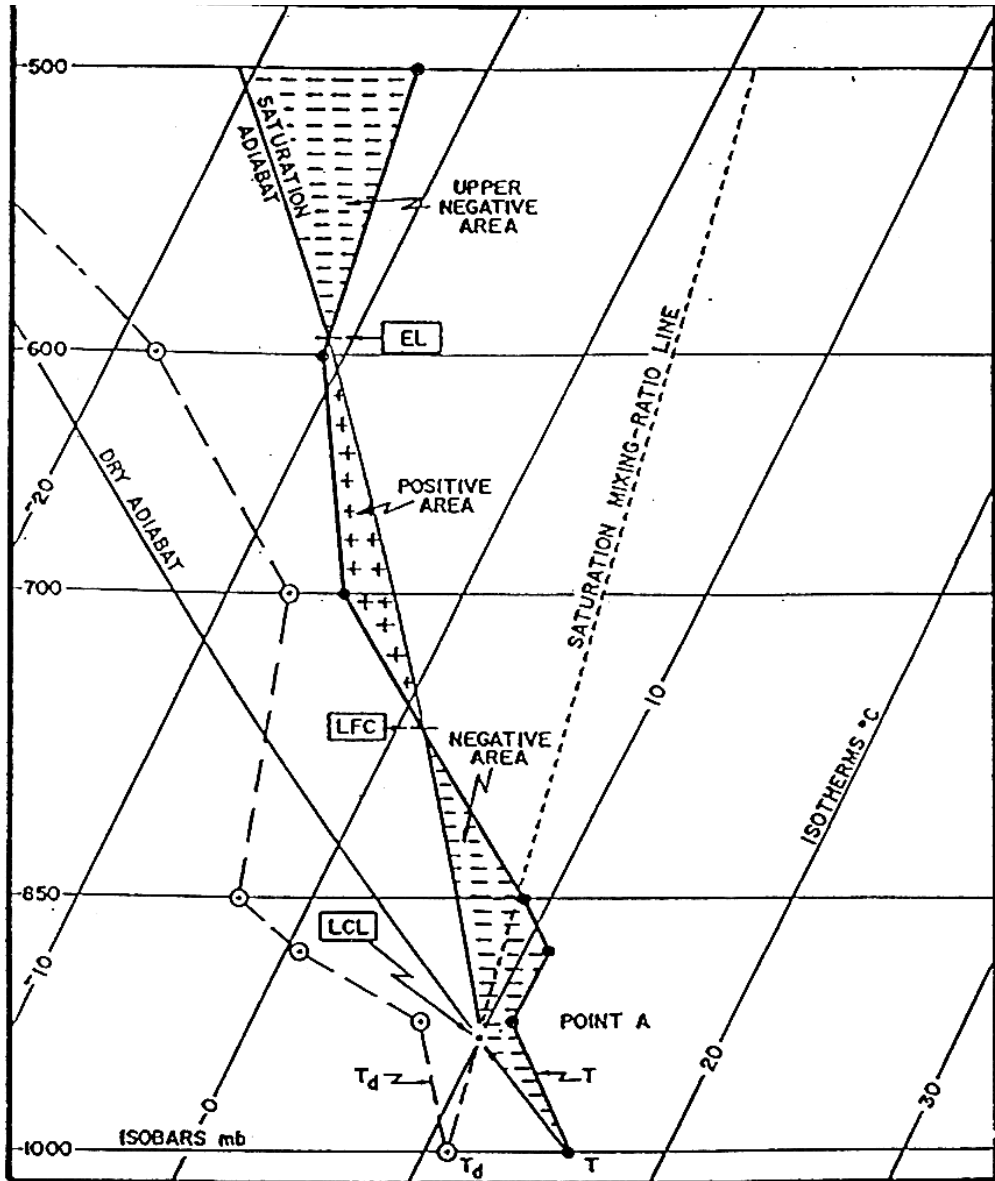 500
SATURATION
ADIABAT
UPPER
NEGATIVE
AREA
EL
600
SATURATION MIXING-RATIO LINE
DRY ADIABAT
-20
POSITIVE
AREA
700
10
LFC
NEGATIVE
AREA
ISOTHERMS °C
850
LCL
-10
POINT A
Td
T
20
30
0
ISOBARS mb
1000
Td
T